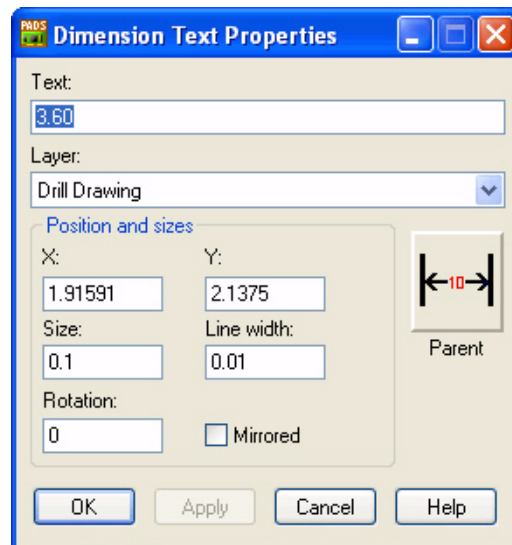 PADS
Dimension Text Properties
Text:
3.60
Layer:
Drill Drawing
Position and sizes
X: Y:
1.91591 2.1375
Size: Line width:
0.1 0.01
10
Parent
Rotation:
0 Mirrored
OK Apply Cancel Help